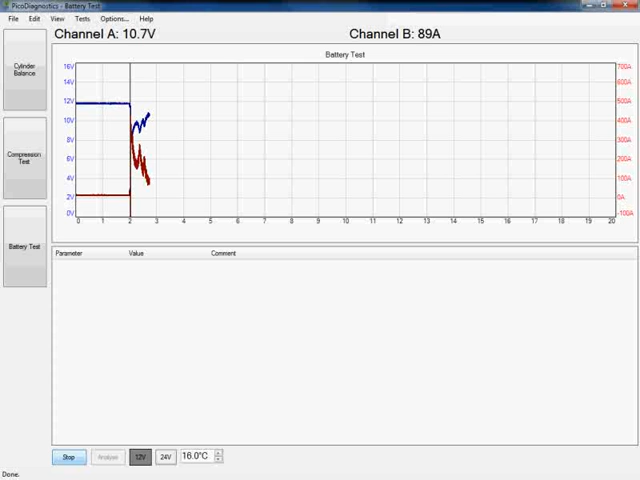 PicoDiagnostics - Battery Test
File Edit View Tests Options... Help
Channel A: 10.7V Channel B: 89A
Cylinder
Balance
Compression
Test
Battery Test
Battery Test
16V
14V
12V
10V
8V
6V
4V
2V
0V
700A
600A
500A
400A
300A
200A
100A
0A
-100A
0 1 2 3 4 5 6 7 8 9 10 11 12 13 14 15 16 17 18 19 20
Parameter Value Comment
Stop Analysis 12V 24V 16.0°C
Done.